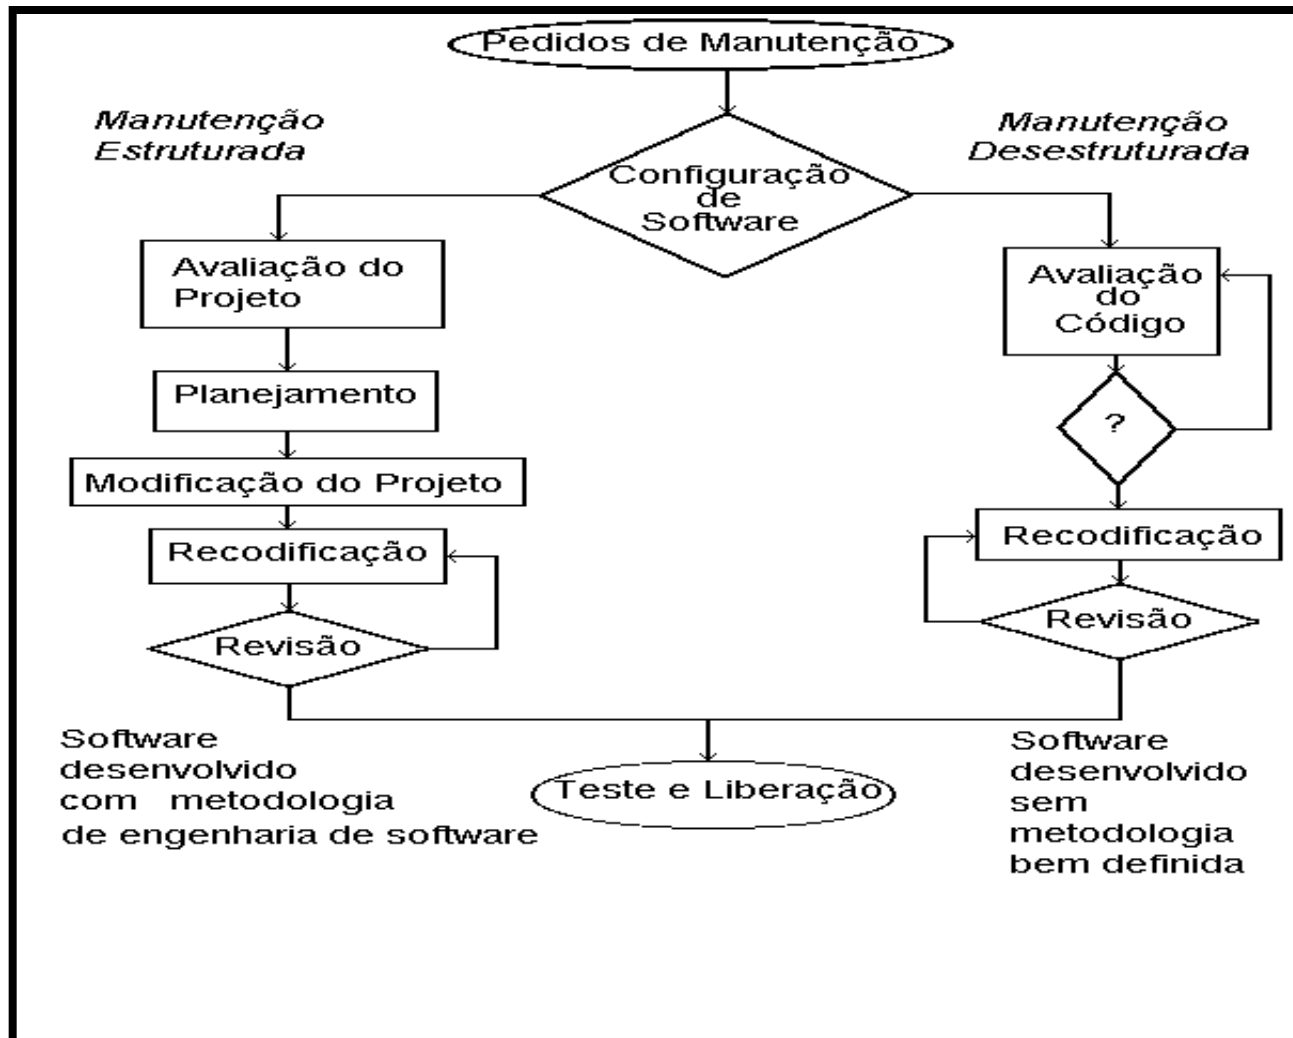 Pedidos de Manutenção
Manutenção
Estruturada
Manutenção
Desestruturada
Configuração
de
Software
Avaliação do
Projeto
Planejamento
Modificação do Projeto
Recodificação
Revisão
Avaliação
do
Código
?
Recodificação
Revisão
Software
desenvolvido
com metodologia
de engenharia de software
Teste e Liberação
Software
desenvolvido
sem
metodologia
bem definida